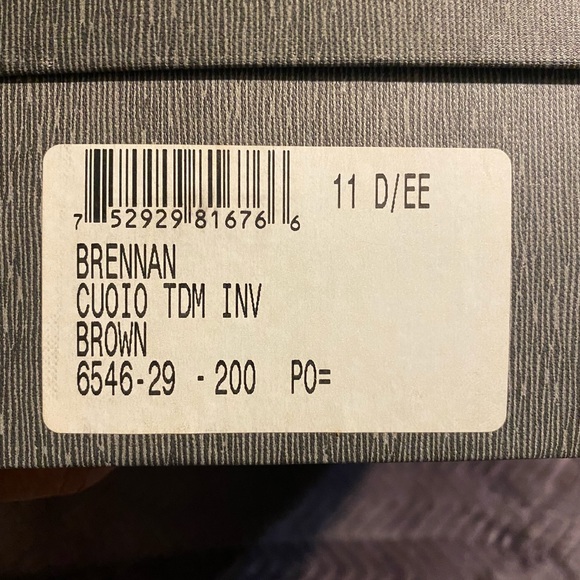 7 52929 81676 6 11 D/EE
BRENNAN
CUOIO TDM INV
BROWN
6546-29 -200 PO=